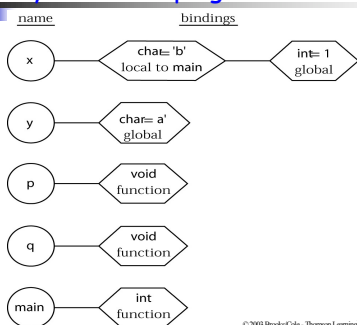 name bindings
x char= 'b' int= 1
local to main global
y char= a'
global
p void
function
q void
function
main int
function
© 2003 Brooks/Cole - Thomson Learning